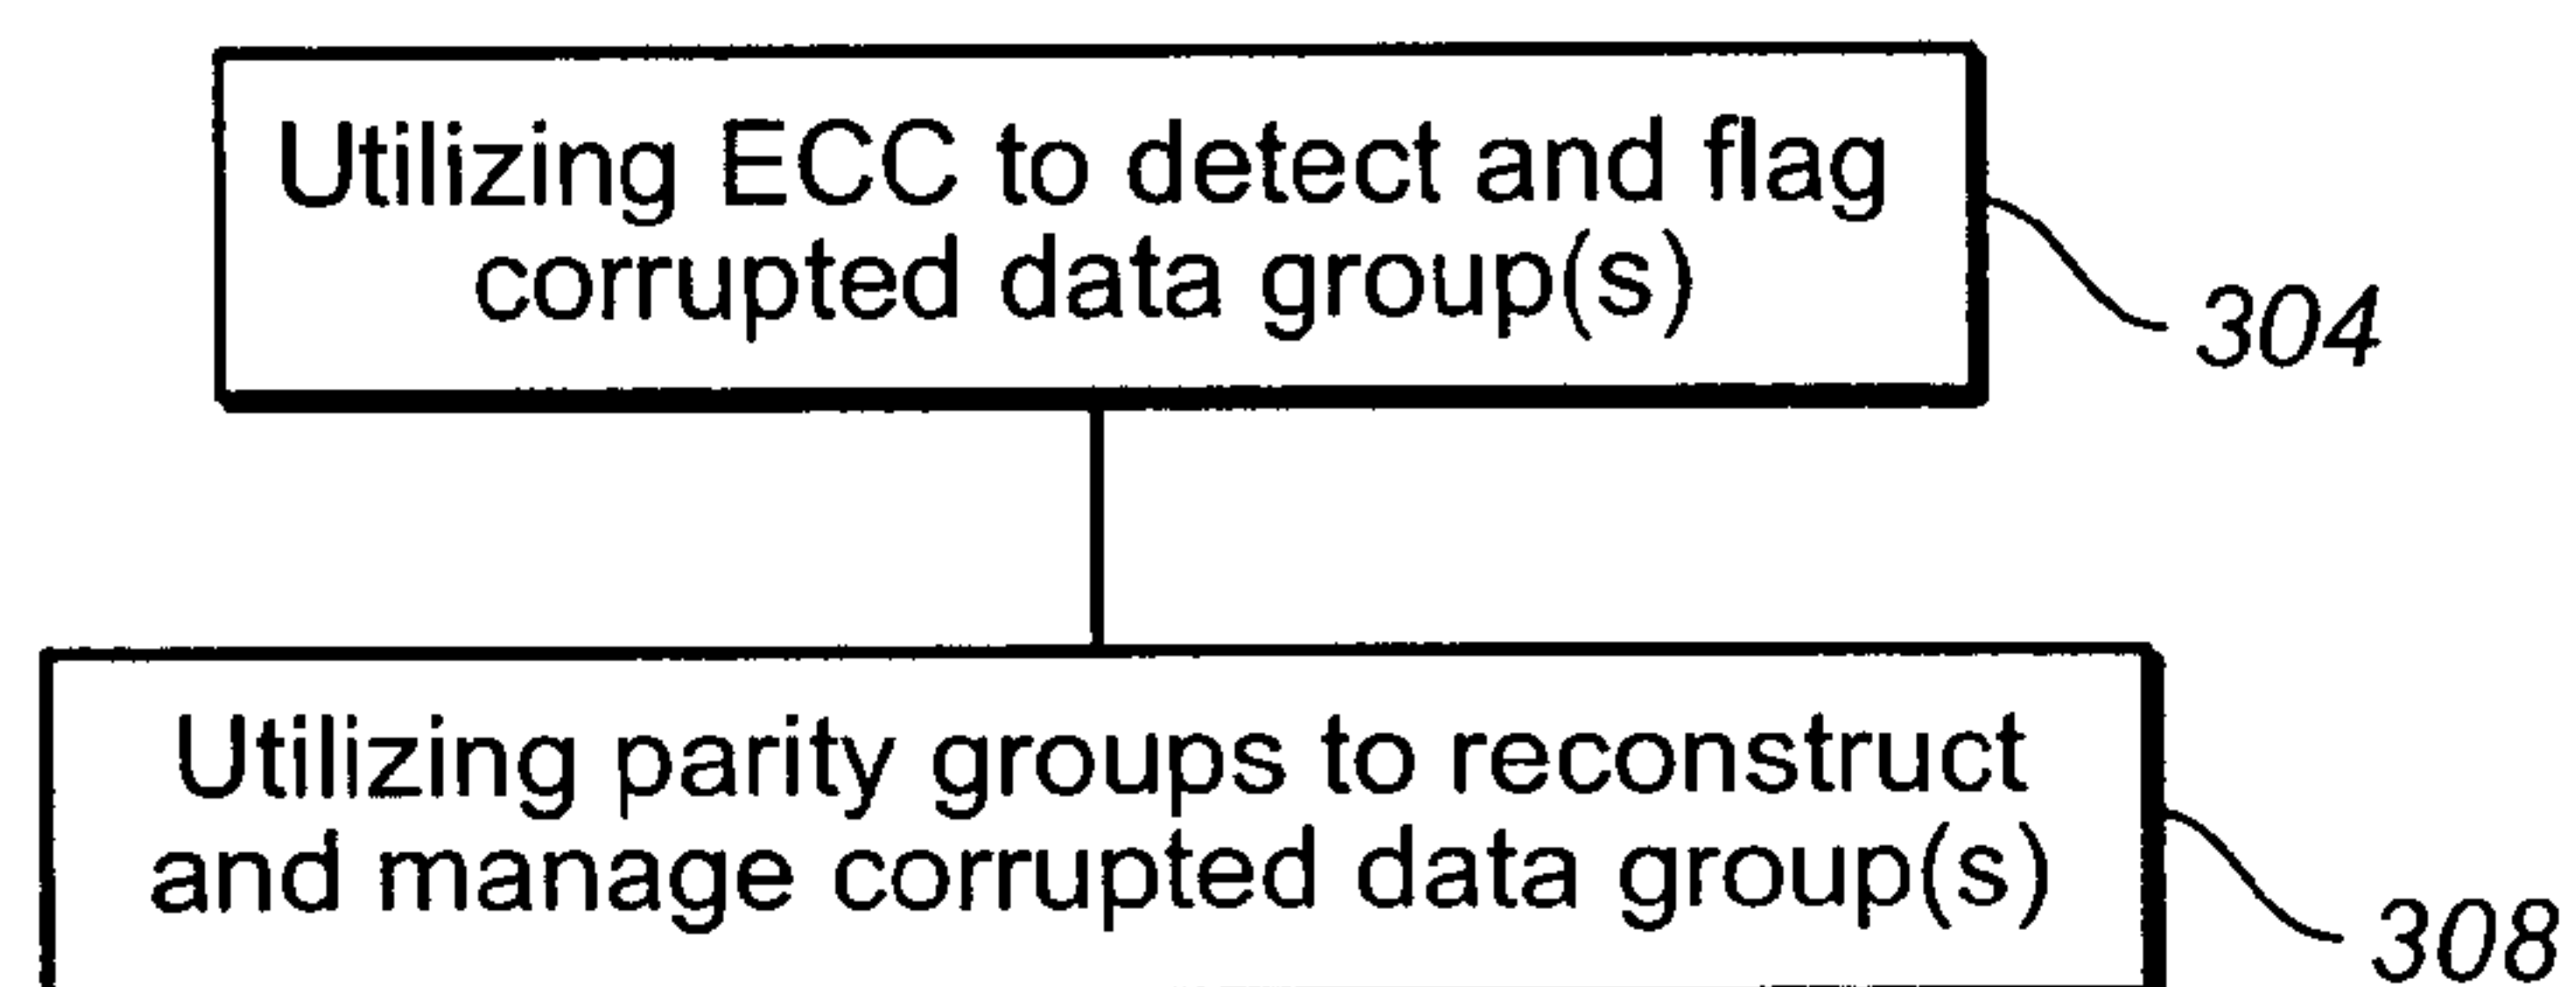 Utilizing ECC to detect and flag
corrupted data group(s)
304
Utilizing parity groups to reconstruct
and manage corrupted data group(s)
308